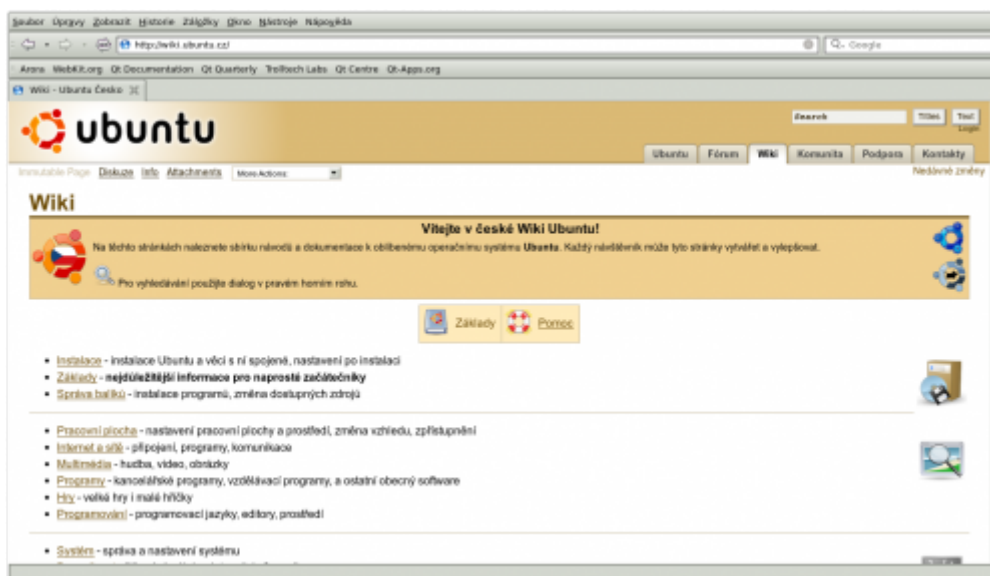 Soubor Úpravy Zobrazit Historie Záložky Okno Nástroje Nápověda
http://wiki.ubuntu.cz/ Google
Arora WebKit.org Qt Documentation Qt Quarterly Trolltech Labs Qt Centre Qt-Apps.org
Wiki - Ubuntu Česko
ubuntu
Search Titles Text
Login
Ubuntu Fórum Wiki Komunita Podpora Kontakty
Immutable Page Diskuze Info Attachments More Actions: Nedávné změny
Wiki
Vítejte v české Wiki Ubuntu!
Na těchto stránkách naleznete sbírku návodů a dokumentace k oblíbenému operačnímu systému Ubuntu. Každý návštěvník může tyto stránky vytvářet a vylepšovat.
Pro vyhledávání použijte dialog v pravém horním rohu.
Základy Pomoc
Instalace - instalace Ubuntu a věci s ní spojené, nastavení po instalaci
Základy - nejdůležitější informace pro naprosté začátečníky
Správa balíků - instalace programů, změna dostupných zdrojů
Pracovní plocha - nastavení pracovní plochy a prostředí, změna vzhledu, zpřístupnění
Internet a sítě - připojení, programy, komunikace
Multimédia - hudba, video, obrázky
Programy - kancelářské programy, vzdělávací programy, a ostatní obecný software
Hry - velké hry i malé hříčky
Programování - programovací jazyky, editory, prostředí
Systém - správa a nastavení systému